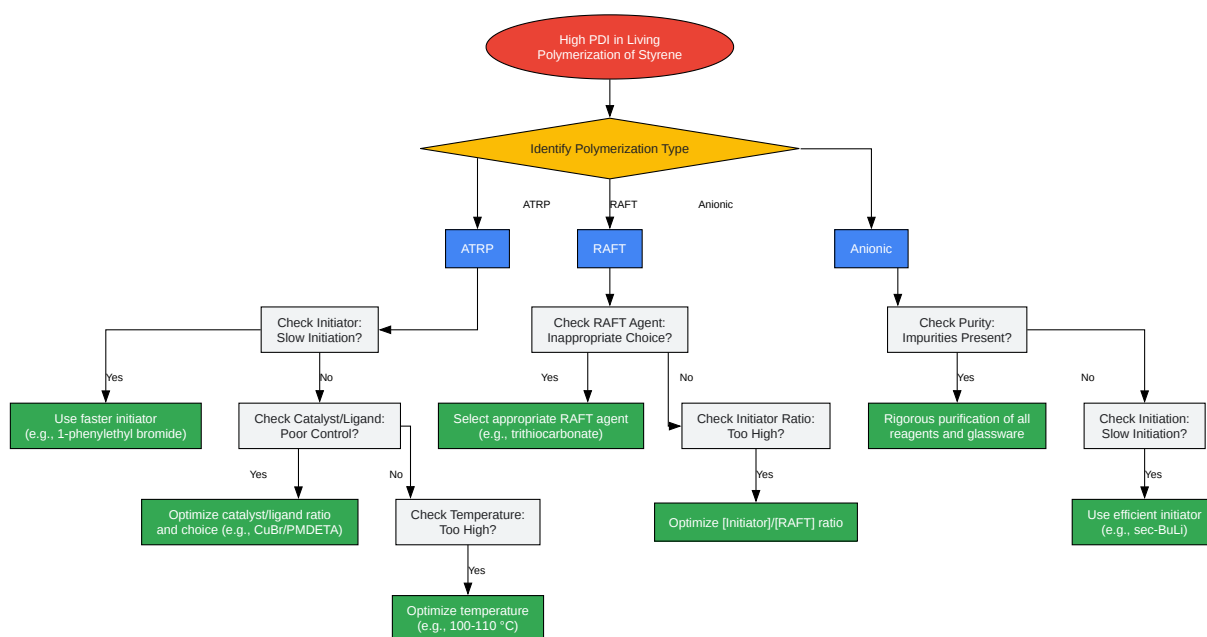 High PDI in Living
Polymerization of Styrene
Identify Polymerization Type
ATRP
RAFT
Anionic
ATRP
RAFT
Anionic
Check Initiator:
Slow Initiation?
Check RAFT Agent:
Inappropriate Choice?
Check Purity:
Impurities Present?
Yes
No
Yes
No
Yes
No
Use faster initiator
(e.g., 1-phenylethyl bromide)
Check Catalyst/Ligand:
Poor Control?
Select appropriate RAFT agent
(e.g., trithiocarbonate)
Check Initiator Ratio:
Too High?
Rigorous purification of all
reagents and glassware
Check Initiation:
Slow Initiation?
Yes
No
Yes
Yes
Optimize catalyst/ligand ratio
and choice (e.g., CuBr/PMDETA)
Check Temperature:
Too High?
Optimize [Initiator]/[RAFT] ratio
Use efficient initiator
(e.g., sec-BuLi)
Yes
Optimize temperature
(e.g., 100-110 °C)